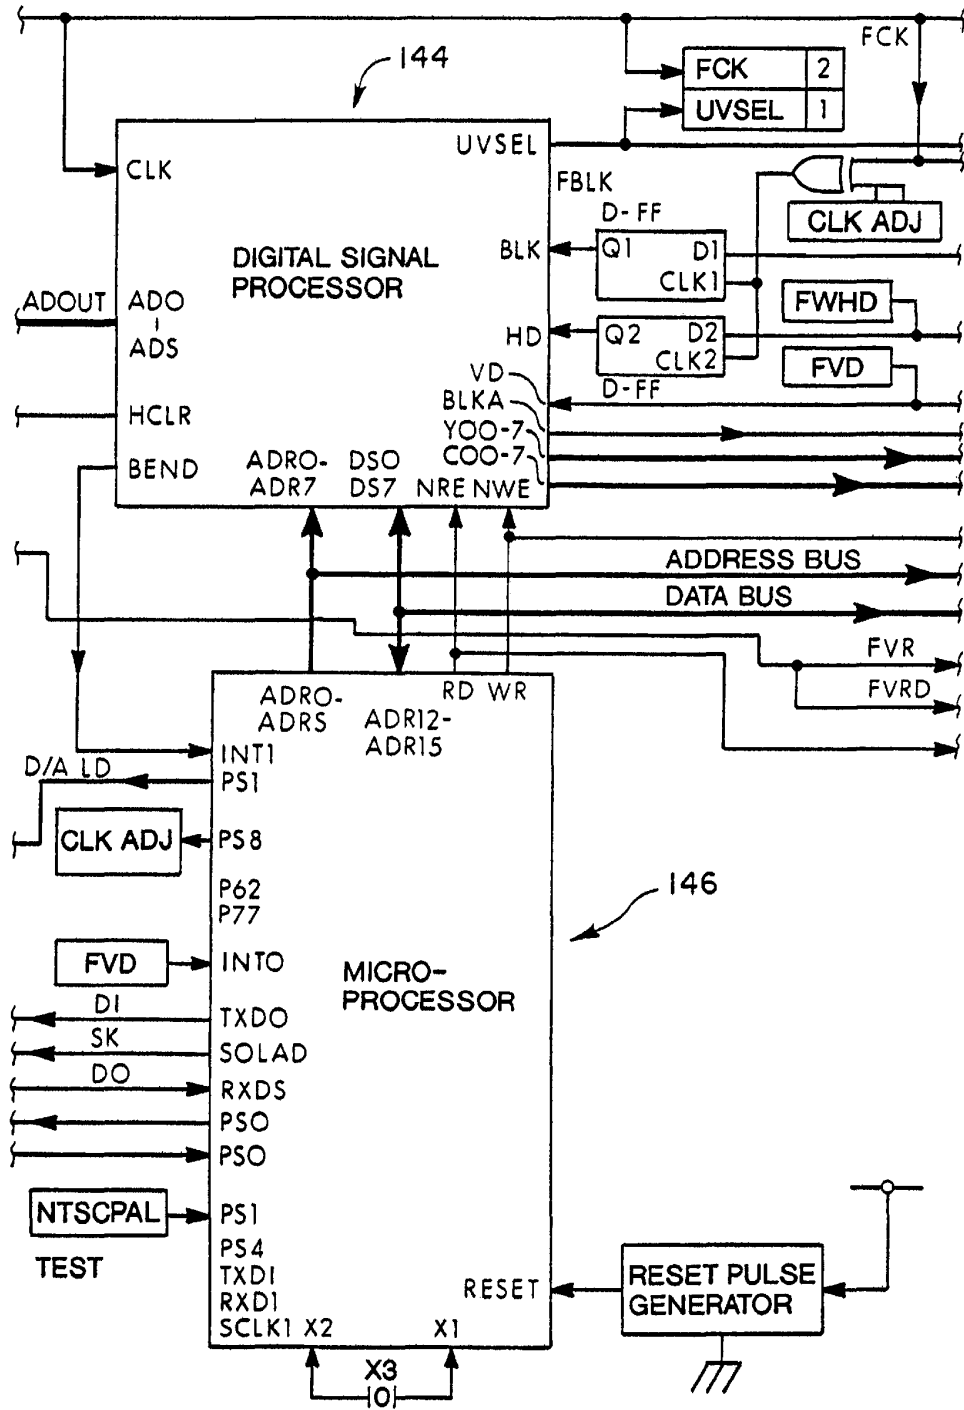 FCK
144
FCK 2
UVSEL 1
UVSEL
CLK
FBLK
D-FF
CLK ADJ
DIGITAL SIGNAL
PROCESSOR
BLK
Q1 D1
CLK1
ADOUT
ADO
ADS
FWHD
HD
Q2 D2
CLK2
D-FF
FVD
VD
BLKA
YOO-7
COO-7
HCLR
BEND
ADRO-
ADR7
DSO
DS7
NRE NWE
ADDRESS BUS
DATA BUS
FVR
FVRD
ADRO-
ADRS
ADR12-
ADR15
RD WR
INT1
D/A LD
PS1
CLK ADJ
PS8
P62
P77
146
FVD
INTO
MICRO-
PROCESSOR
DI
TXDO
SK
SOLAD
DO
RXDS
PSO
PSO
NTSCPAL
PS1
TEST
PS4
TXD1
RXD1
SCLK1 X2
X1
RESET
RESET PULSE
GENERATOR
X3